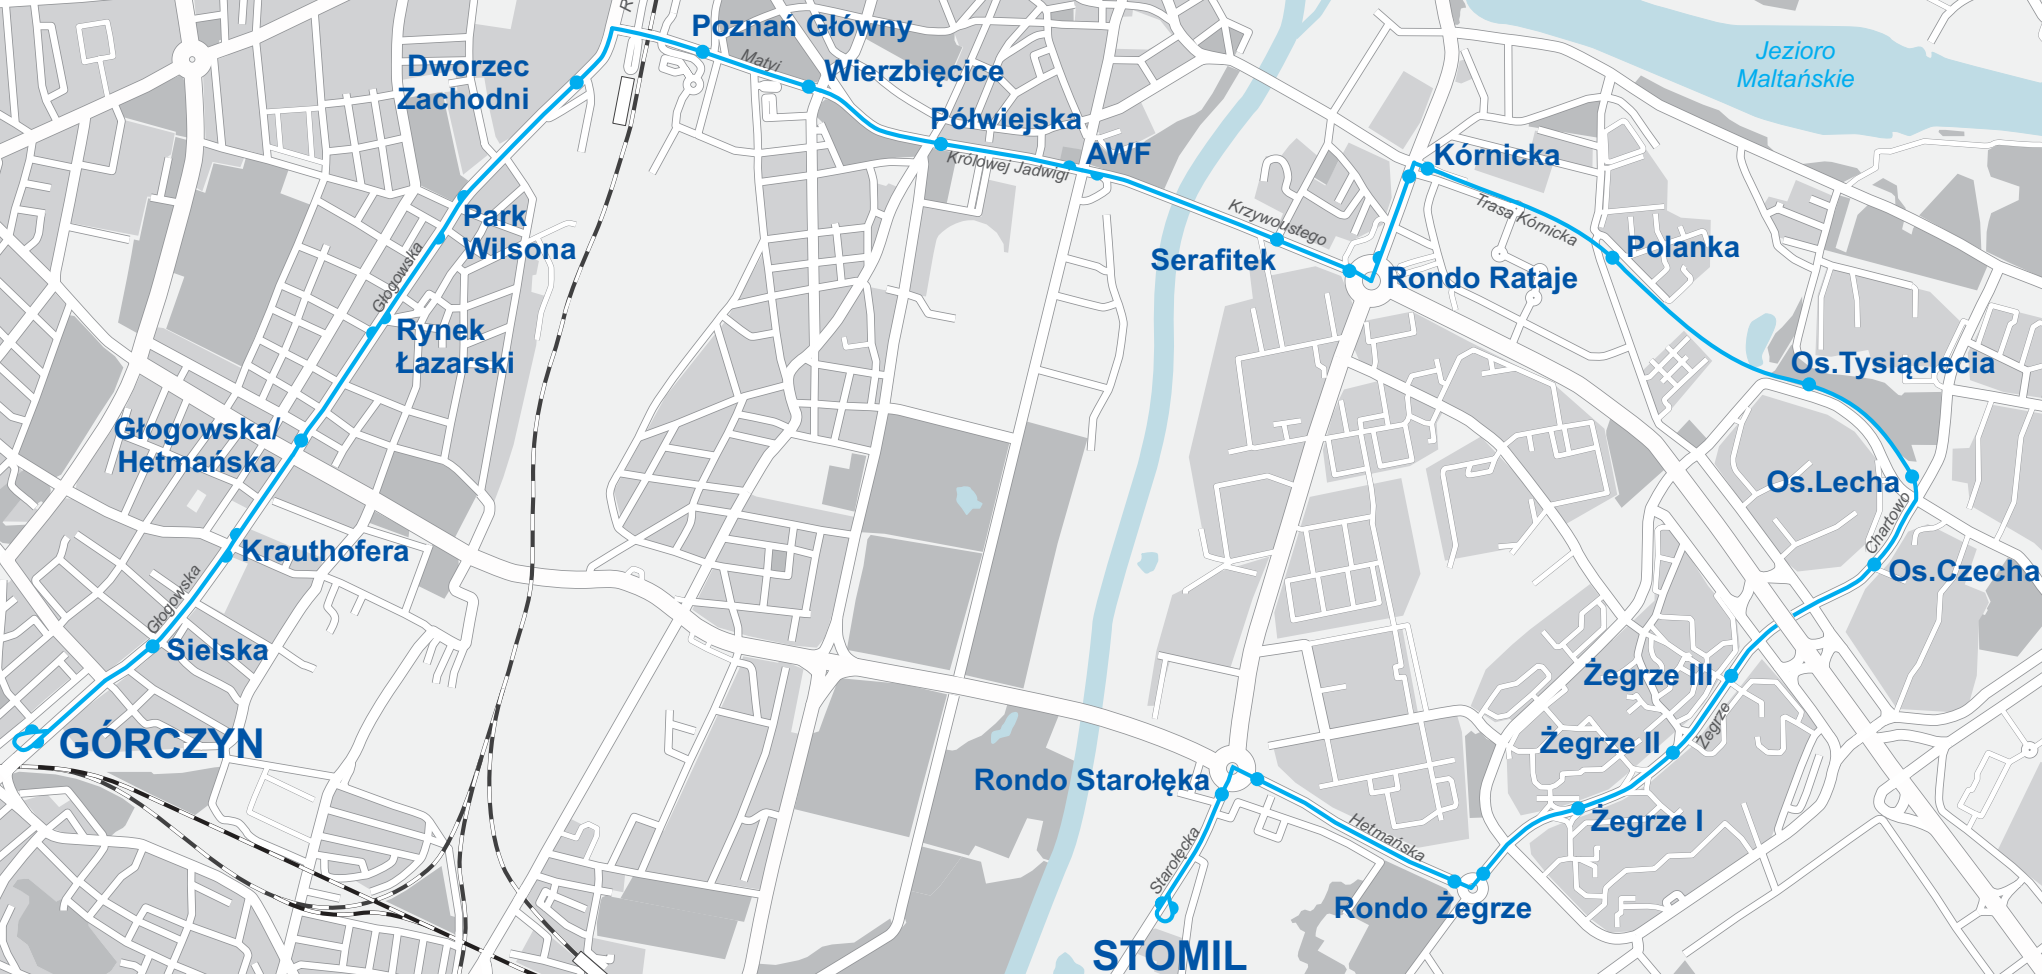 R
Poznań Główny
Matyi
Wierzbięcice
Dworzec
Zachodni
Jezioro
Maltańskie
Półwiejska
Królowej Jadwigi
AWF
Kórnicka
Trasa Kórnicka
Park
Wilsona
Głogowska
Krzywoustego
Serafitek
Rondo Rataje
Polanka
Rynek
Łazarski
Os.Tysiąclecia
Głogowska/
Hetmańska
Os.Lecha
Chartowo
Krauthofera
Os.Czecha
Głogowska
Sielska
Żegrze III
Żegrze
GÓRCZYN
Żegrze II
Rondo Starołęka
Żegrze I
Hetmańska
Starołęcka
Rondo Żegrze
STOMIL